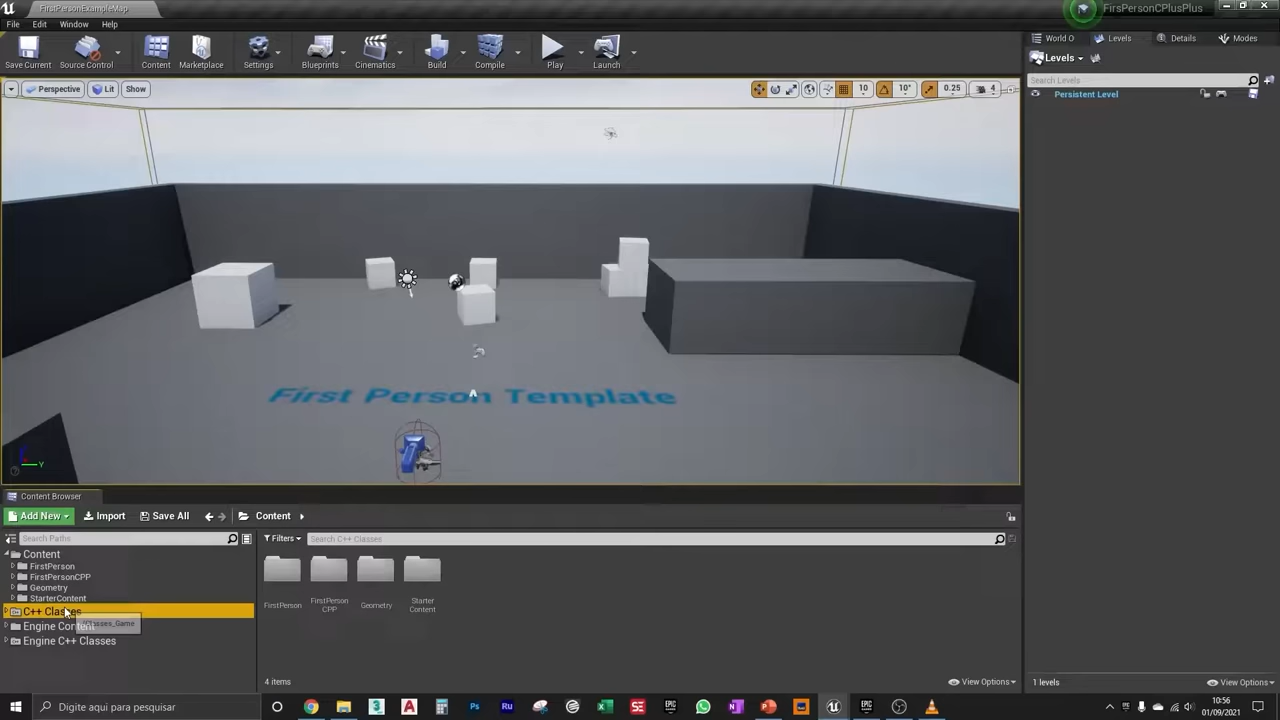 FirstPersonExampleMap
FirsPersonCPlusPlus
File Edit Window Help
World O Levels Details Modes
Save Current Source Control Content Marketplace Settings Blueprints Cinematics Build Compile Play Launch
Levels
Search Levels
Perspective Lit Show 10 10° 0.25 4
Persistent Level
First Person Template
Y
Content Browser
Add New Import Save All Content
Search Paths Filters Search C++ Classes
Content
FirstPerson
FirstPersonCPP
Geometry
StarterContent
FirstPerson FirstPerson CPP Geometry Starter Content
C++ Classes
Classes_Game
Engine Content
Engine C++ Classes
4 items View Options 1 levels View Options
Digite aqui para pesquisar
10:56
01/09/2021